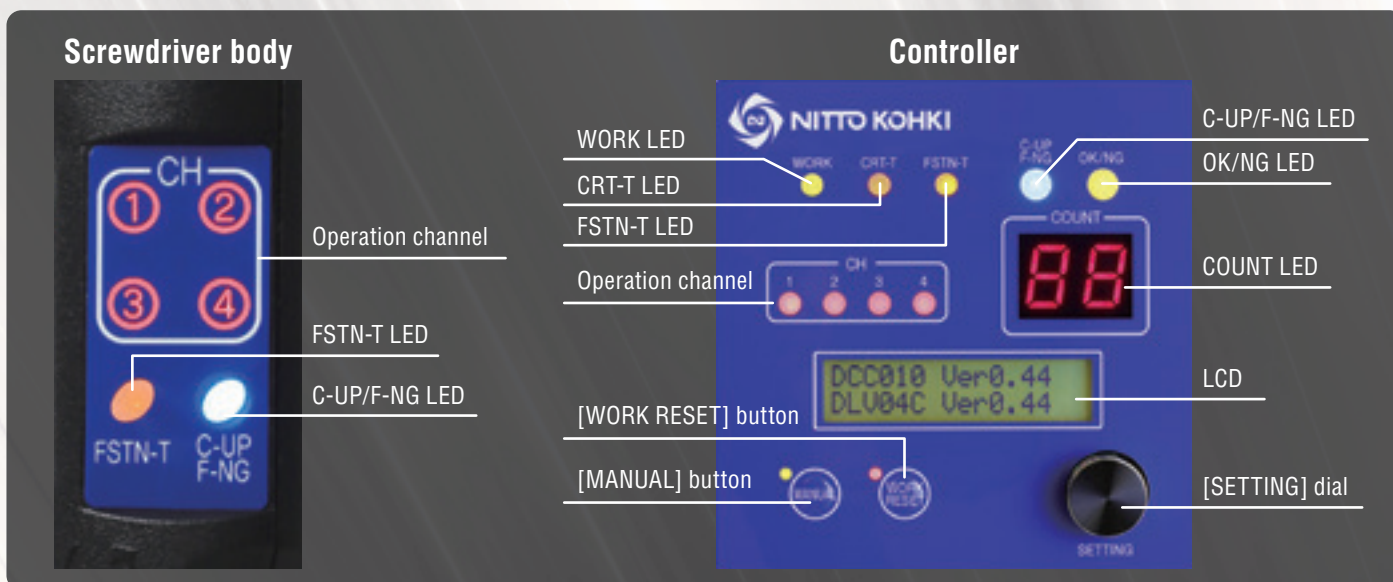 Screwdriver body
CH
1 2
3 4
FSTN-T
C-UP
F-NG
Operation channel
FSTN-T LED
C-UP/F-NG LED
Controller
NITTO KOHKI
WORK CRT-T FSTN-T
C-UP
F-NG
OK/NG
COUNT
88
CH
1 2 3 4
DCC010 Ver0.44
DLV04C Ver0.44
MANUAL
WORK
RESET
SETTING
WORK LED
CRT-T LED
FSTN-T LED
Operation channel
[WORK RESET] button
[MANUAL] button
C-UP/F-NG LED
OK/NG LED
COUNT LED
LCD
[SETTING] dial